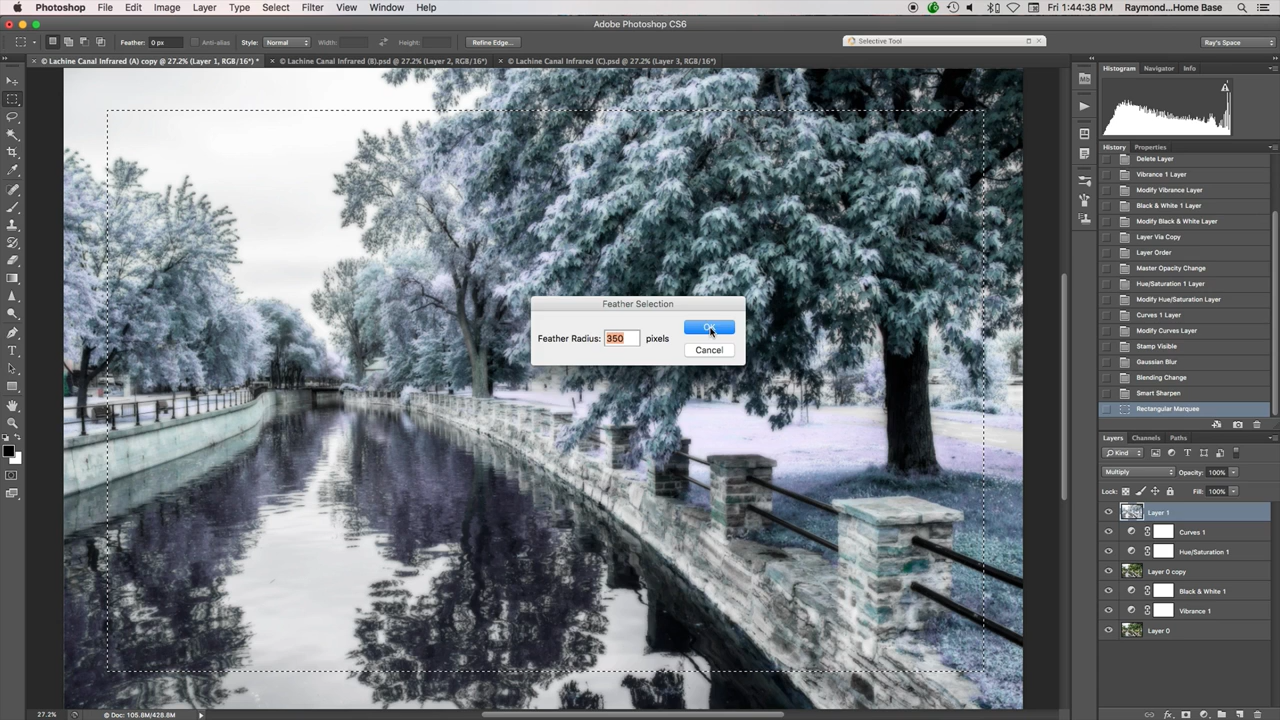 Photoshop File Edit Image Layer Type Select Filter View Window Help Fri 1:44:38 PM Raymond...Home Base
Adobe Photoshop CS6
Feather: 0 px Anti-alias Style: Normal Width: Height: Refine Edge... Selective Tool Ray's Space
× © Lachine Canal Infrared (A) copy @ 27.2% (Layer 1, RGB/16*) * × © Lachine Canal Infrared (B).psd @ 27.2% (Layer 2, RGB/16*) × © Lachine Canal Infrared (C).psd @ 27.2% (Layer 3, RGB/16*)
Histogram Navigator Info
History Properties
Delete Layer
Vibrance 1 Layer
Modify Vibrance Layer
Black & White 1 Layer
Modify Black & White Layer
Layer Via Copy
Layer Order
Master Opacity Change
Hue/Saturation 1 Layer
Modify Hue/Saturation Layer
Curves 1 Layer
Modify Curves Layer
Stamp Visible
Gaussian Blur
Blending Change
Smart Sharpen
Rectangular Marquee
Feather Selection
Feather Radius: 350 pixels
OK
Cancel
Layers Channels Paths
Kind
Multiply Opacity: 100%
Lock: Fill: 100%
Layer 1
Curves 1
Hue/Saturation 1
Layer 0 copy
Black & White 1
Vibrance 1
Layer 0
27.2% Doc: 105.8M/428.8M